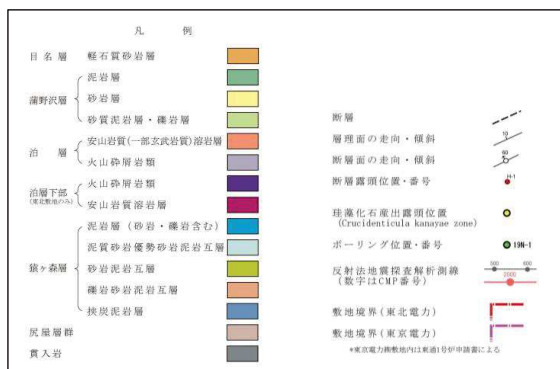 凡 例
目名層 軽石質砂岩層
蒲野沢層 泥岩層
砂岩層
砂質泥岩層・礫岩層
泊層 安山岩質(一部玄武岩質)溶岩層
火山砕屑岩類
泊層下部 火山砕屑岩類
(東北敷地のみ) 安山岩質溶岩層
猿ヶ森層 泥岩層(砂岩・礫岩含む)
泥質砂岩優勢砂岩泥岩互層
砂岩泥岩互層
礫岩砂岩泥岩互層
挟炭泥岩層
尻屋層群
貫入岩
断層
層理面の走向・傾斜 10
断層面の走向・傾斜 60
断層露頭位置・番号 H-1
珪藻化石産出露頭位置
(Crucidenticula kanayae zone)
ボーリング位置・番号 19N-1
反射法地震探査解析測線 500 600
(数字はCMP番号) 2000
敷地境界(東北電力)
敷地境界(東京電力)
*東京電力㈱敷地内は東通1号炉申請書による